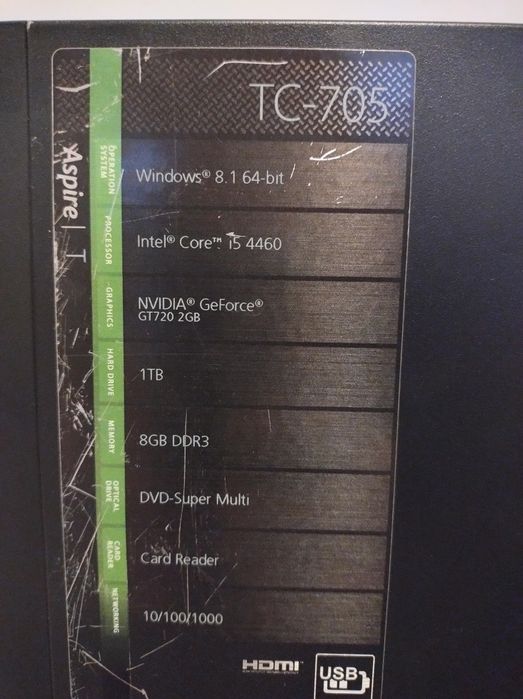 TC-705
Aspire T
OPERATION
SYSTEM
Windows® 8.1 64-bit
PROCESSOR
Intel® Core™ i5 4460
GRAPHICS
NVIDIA® GeForce®
GT720 2GB
HARD DRIVE
1TB
MEMORY
8GB DDR3
OPTICAL
DRIVE
DVD-Super Multi
CARD
READER
Card Reader
NETWORKING
10/100/1000
HDMI
USB